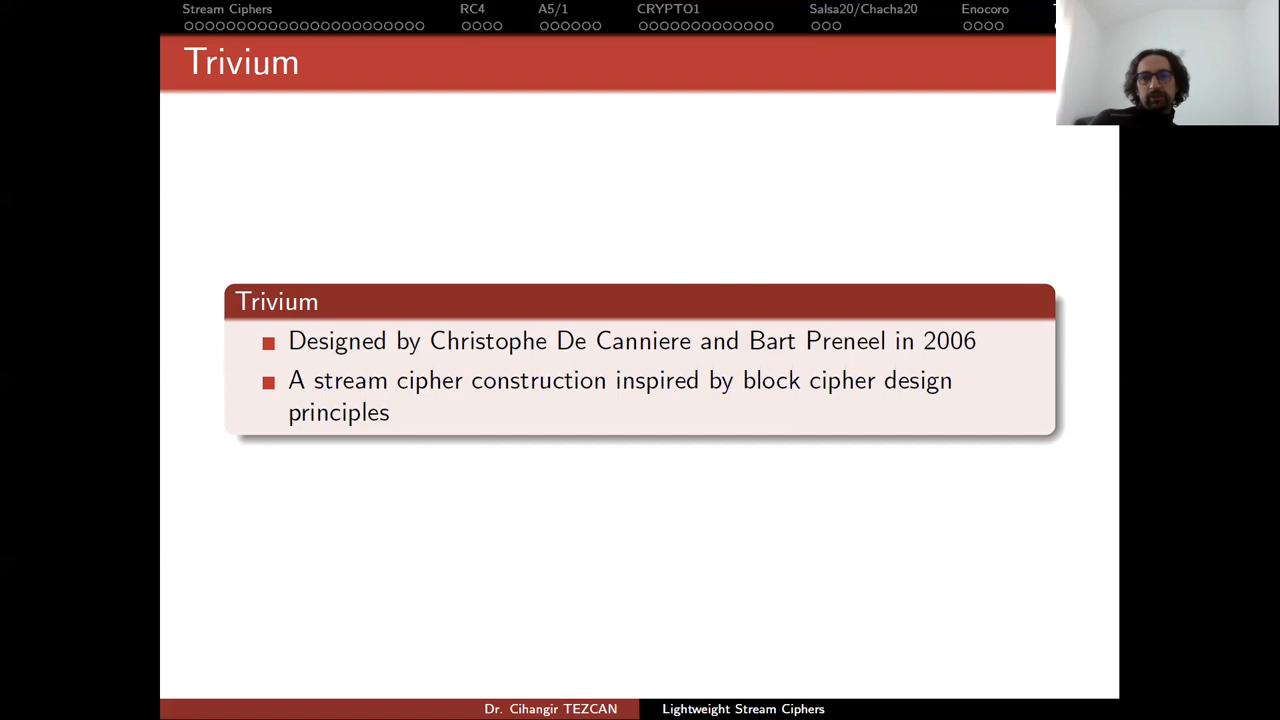 Stream Ciphers RC4 A5/1 CRYPTO1 Salsa20/Chacha20 Enocoro
Trivium
Trivium
Designed by Christophe De Canniere and Bart Preneel in 2006
A stream cipher construction inspired by block cipher design
principles
Dr. Cihangir TEZCAN Lightweight Stream Ciphers